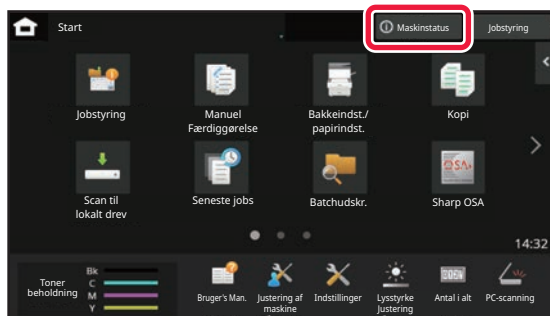 Start
Maskinstatus
Jobstyring
Jobstyring
Manuel
Færdiggørelse
Bakkeindst./
papirindst.
Kopi
Scan til
lokalt drev
Seneste jobs
Batchudskr.
OSA
Sharp OSA
14:32
Toner
beholdning
Bk
C
M
Y
Bruger's Man.
Justering af
maskine
Indstillinger
Lysstyrke
Justering
Antal i alt
PC-scanning